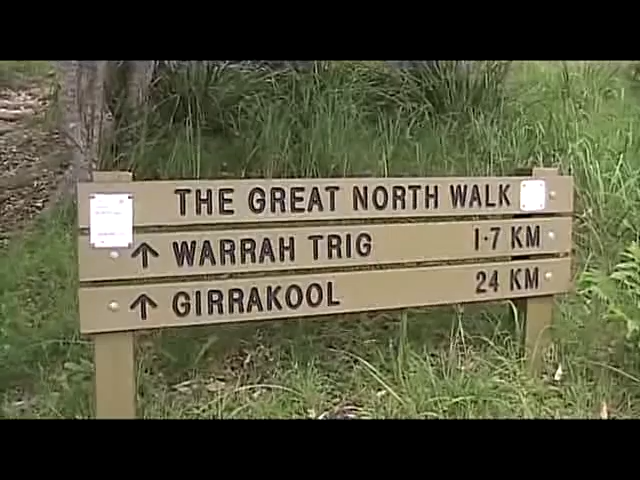 THE GREAT NORTH WALK
↑ WARRAH TRIG 1·7 KM
↑ GIRRAKOOL 24 KM